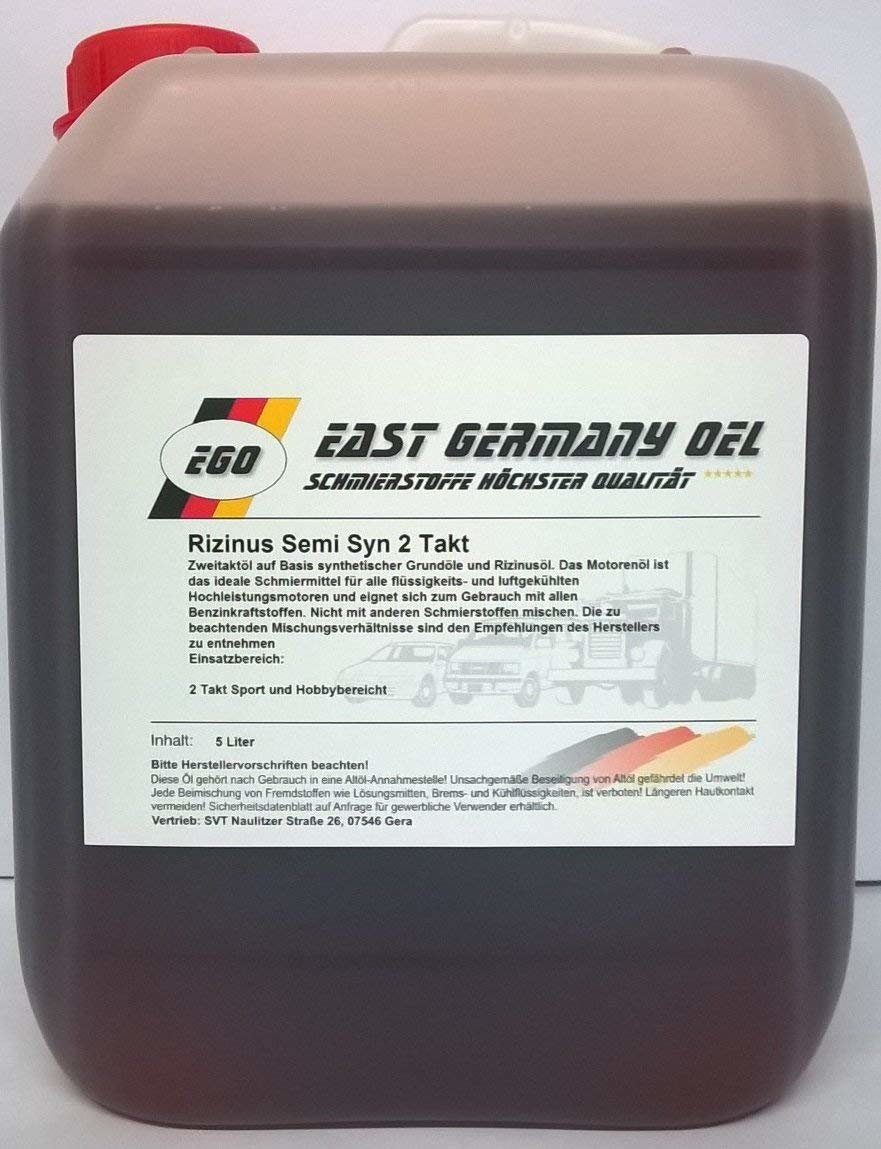 EGO
EAST GERMANY OEL
SCHMIERSTOFFE HÖCHSTER QUALITÄT
Rizinus Semi Syn 2 Takt
Zweitaktöl auf Basis synthetischer Grundöle und Rizinusöl. Das Motorenöl ist
das ideale Schmiermittel für alle flüssigkeits- und luftgekühlten
Hochleistungsmotoren und eignet sich zum Gebrauch mit allen
Benzinkraftstoffen. Nicht mit anderen Schmierstoffen mischen. Die zu
beachtenden Mischungsverhältnisse sind den Empfehlungen des Herstellers
zu entnehmen
Einsatzbereich:
2 Takt Sport und Hobbybereicht
Inhalt: 5 Liter
Bitte Herstellervorschriften beachten!
Diese Öl gehört nach Gebrauch in eine Altöl-Annahmestelle! Unsachgemäße Beseitigung von Altöl gefährdet die Umwelt!
Jede Beimischung von Fremdstoffen wie Lösungsmitten, Brems- und Kühlflüssigkeiten, ist verboten! Längeren Hautkontakt
vermeiden! Sicherheitsdatenblatt auf Anfrage für gewerbliche Verwender erhältlich.
Vertrieb: SVT Naulitzer Straße 26, 07546 Gera